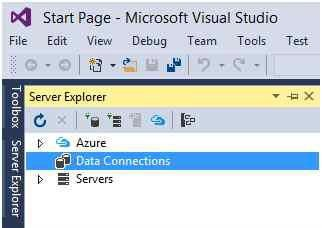 Start Page - Microsoft Visual Studio
File Edit View Debug Team Tools Test
Toolbox
Server Explorer
Server Explorer
Azure
Data Connections
Servers